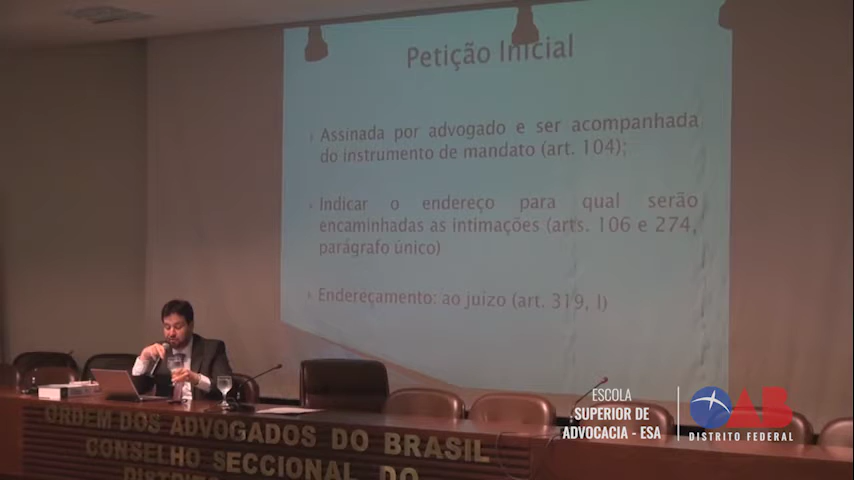 Petição Inicial
Assinada por advogado e ser acompanhada
do instrumento de mandato (art. 104);
Indicar o endereço para qual serão
encaminhadas as intimações (arts. 106 e 274,
parágrafo único)
Endereçamento: ao juízo (art. 319, I)
ORDEM DOS ADVOGADOS DO BRASIL
CONSELHO SECCIONAL DO
ESCOLA
SUPERIOR DE
ADVOCACIA - ESA
OAB
DISTRITO FEDERAL